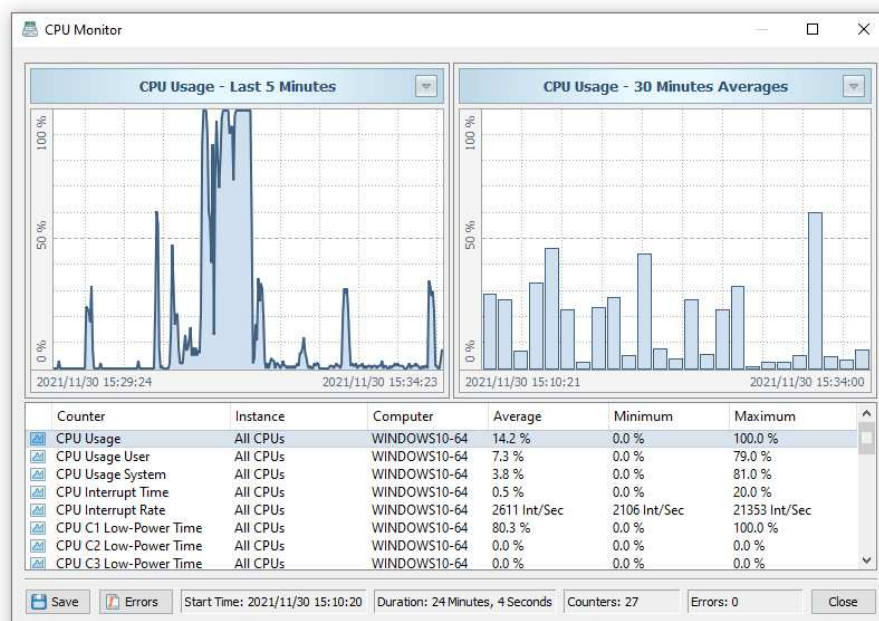 CPU Monitor
CPU Usage - Last 5 Minutes
100 %
50 %
0 %
2021/11/30 15:29:24 2021/11/30 15:34:23
CPU Usage - 30 Minutes Averages
100 %
50 %
0 %
2021/11/30 15:10:21 2021/11/30 15:34:00
Counter Instance Computer Average Minimum Maximum
CPU Usage All CPUs WINDOWS10-64 14.2 % 0.0 % 100.0 %
CPU Usage User All CPUs WINDOWS10-64 7.3 % 0.0 % 79.0 %
CPU Usage System All CPUs WINDOWS10-64 3.8 % 0.0 % 81.0 %
CPU Interrupt Time All CPUs WINDOWS10-64 0.5 % 0.0 % 20.0 %
CPU Interrupt Rate All CPUs WINDOWS10-64 2611 Int/Sec 2106 Int/Sec 21353 Int/Sec
CPU C1 Low-Power Time All CPUs WINDOWS10-64 80.3 % 0.0 % 100.0 %
CPU C2 Low-Power Time All CPUs WINDOWS10-64 0.0 % 0.0 % 0.0 %
CPU C3 Low-Power Time All CPUs WINDOWS10-64 0.0 % 0.0 % 0.0 %
Save Errors Start Time: 2021/11/30 15:10:20 Duration: 24 Minutes, 4 Seconds Counters: 27 Errors: 0 Close